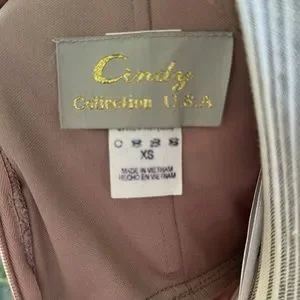 Cindy
Collection U.S.A
XS
MADE IN VIETNAM
HECHO EN VIETNAM